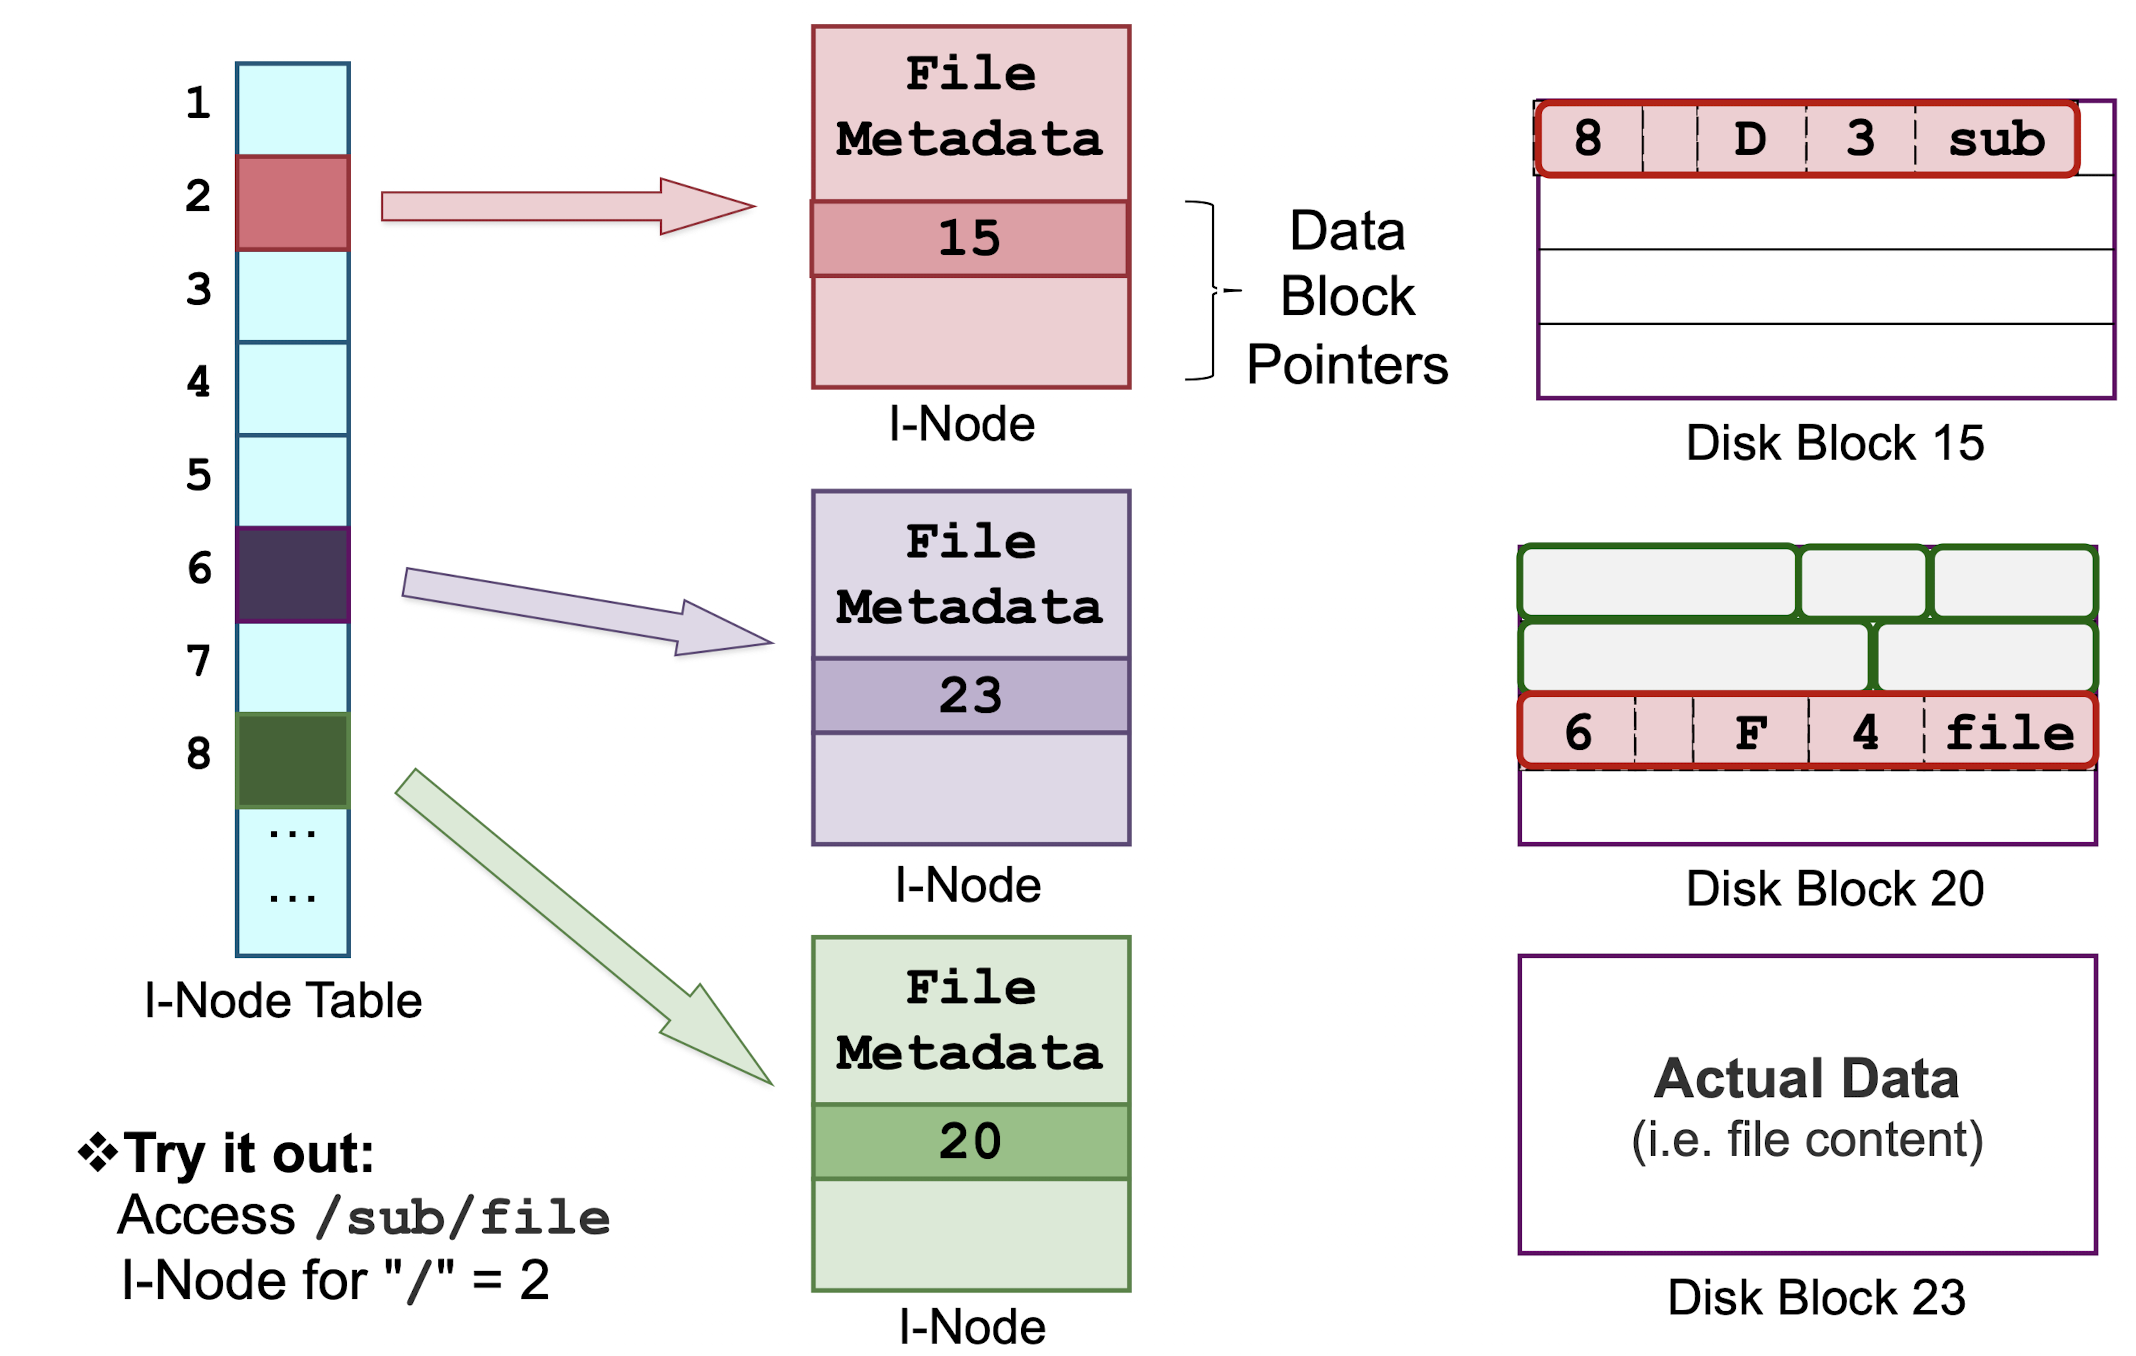 1
2
3
4
5
6
7
8
...
...
I-Node Table
❖Try it out:
Access /sub/file
I-Node for "/" = 2
File
Metadata
15
I-Node
Data
Block
Pointers
File
Metadata
23
I-Node
File
Metadata
20
I-Node
8 D 3 sub
Disk Block 15
6 F 4 file
Disk Block 20
Actual Data
(i.e. file content)
Disk Block 23